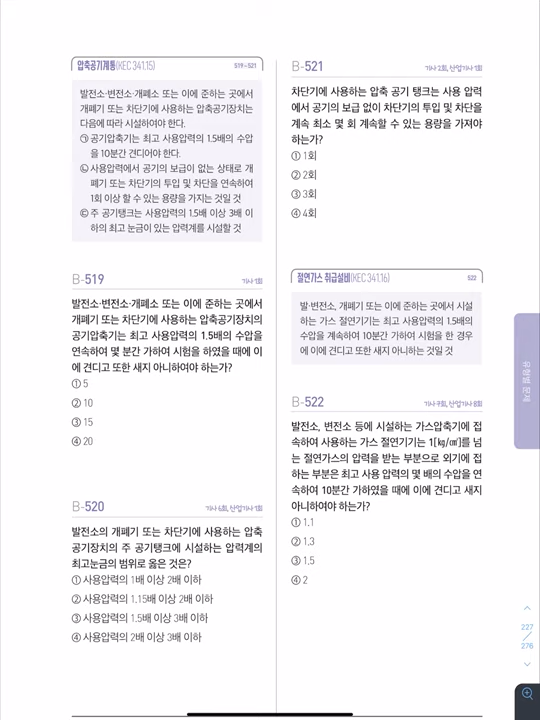 압축공기계통(KEC 341.15) 519~521
발전소·변전소·개폐소 또는 이에 준하는 곳에서
개폐기 또는 차단기에 사용하는 압축공기장치는
다음에 따라 시설하여야 한다.
㉠ 공기압축기는 최고 사용압력의 1.5배의 수압
을 10분간 견디어야 한다.
㉡ 사용압력에서 공기의 보급이 없는 상태로 개
폐기 또는 차단기의 투입 및 차단을 연속하여
1회 이상 할 수 있는 용량을 가지는 것일 것
㉢ 주 공기탱크는 사용압력의 1.5배 이상 3배 이
하의 최고 눈금이 있는 압력계를 시설할 것
B-519 기사 1회
발전소·변전소·개폐소 또는 이에 준하는 곳에서
개폐기 또는 차단기에 사용하는 압축공기장치의
공기압축기는 최고 사용압력의 1.5배의 수압을
연속하여 몇 분간 가하여 시험을 하였을 때에 이
에 견디고 또한 새지 아니하여야 하는가?
① 5
② 10
③ 15
④ 20
B-520 기사 6회, 산업기사 1회
발전소의 개폐기 또는 차단기에 사용하는 압축
공기장치의 주 공기탱크에 시설하는 압력계의
최고눈금의 범위로 옳은 것은?
① 사용압력의 1배 이상 2배 이하
② 사용압력의 1.15배 이상 2배 이하
③ 사용압력의 1.5배 이상 3배 이하
④ 사용압력의 2배 이상 3배 이하
B-521 기사 2회, 산업기사 1회
차단기에 사용하는 압축 공기 탱크는 사용 압력
에서 공기의 보급 없이 차단기의 투입 및 차단을
계속 최소 몇 회 계속할 수 있는 용량을 가져야
하는가?
① 1회
② 2회
③ 3회
④ 4회
절연가스 취급설비(KEC 341.16) 522
발·변전소, 개폐기 또는 이에 준하는 곳에서 시설
하는 가스 절연기기는 최고 사용압력의 1.5배의
수압을 계속하여 10분간 가하여 시험을 한 경우
에 이에 견디고 또한 새지 아니하는 것일 것
B-522 기사 7회, 산업기사 8회
발전소, 변전소 등에 시설하는 가스압축기에 접
속하여 사용하는 가스 절연기기는 1[㎏/㎠]를 넘
는 절연가스의 압력을 받는 부분으로 외기에 접
하는 부분은 최고 사용 압력의 몇 배의 수압을 연
속하여 10분간 가하였을 때에 이에 견디고 새지
아니하여야 하는가?
① 1.1
② 1.3
③ 1.5
④ 2
유형별 문제
227
276